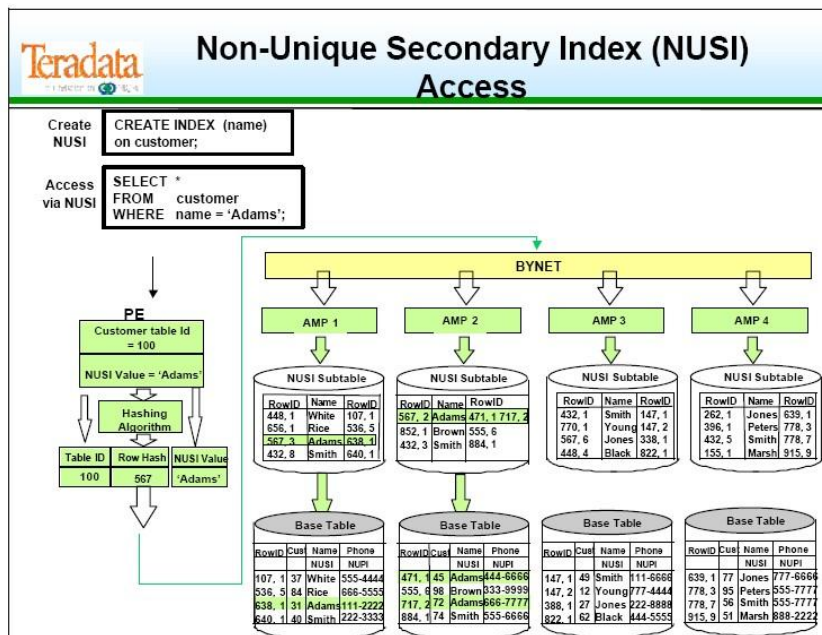 Teradata
Non-Unique Secondary Index (NUSI)
Access
Create
NUSI
CREATE INDEX (name)
on customer;
Access
via NUSI
SELECT *
FROM customer
WHERE name = ‘Adams’;
BYNET
PE
Customer table Id
= 100
NUSI Value = ‘Adams’
Hashing
Algorithm
Table ID Row Hash NUSI Value
100 567 ‘Adams’
AMP 1 AMP 2 AMP 3 AMP 4
NUSI Subtable
RowID Name RowID
448, 1 White 107, 1
656, 1 Rice 536, 5
567, 3 Adams 638, 1
432, 8 Smith 640, 1
NUSI Subtable
RowID Name RowID
567, 2 Adams 471, 1 717, 2
852, 1 Brown 555, 6
432, 3 Smith 884, 1
NUSI Subtable
RowID Name RowID
432, 1 Smith 147, 1
770, 1 Young 147, 2
567, 6 Jones 338, 1
448, 4 Black 822, 1
NUSI Subtable
RowID Name RowID
262, 1 Jones 639, 1
396, 1 Peters 778, 3
432, 5 Smith 778, 7
155, 1 Marsh 915, 9
Base Table
RowID Cust Name Phone
NUSI NUPI
107, 1 37 White 555-4444
536, 5 84 Rice 666-5555
638, 1 31 Adams 111-2222
640, 1 40 Smith 222-3333
Base Table
RowID Cust Name Phone
NUSI NUPI
471, 1 45 Adams 444-6666
555, 6 98 Brown 333-9999
717, 2 72 Adams 666-7777
884, 1 74 Smith 555-6666
Base Table
RowID Cust Name Phone
NUSI NUPI
147, 1 49 Smith 111-6666
147, 2 12 Young 777-4444
388, 1 27 Jones 222-8888
822, 1 62 Black 444-5555
Base Table
RowID Cust Name Phone
NUSI NUPI
639, 1 77 Jones 777-6666
778, 3 95 Peters 555-7777
778, 7 56 Smith 555-7777
915, 9 51 Marsh 888-2222